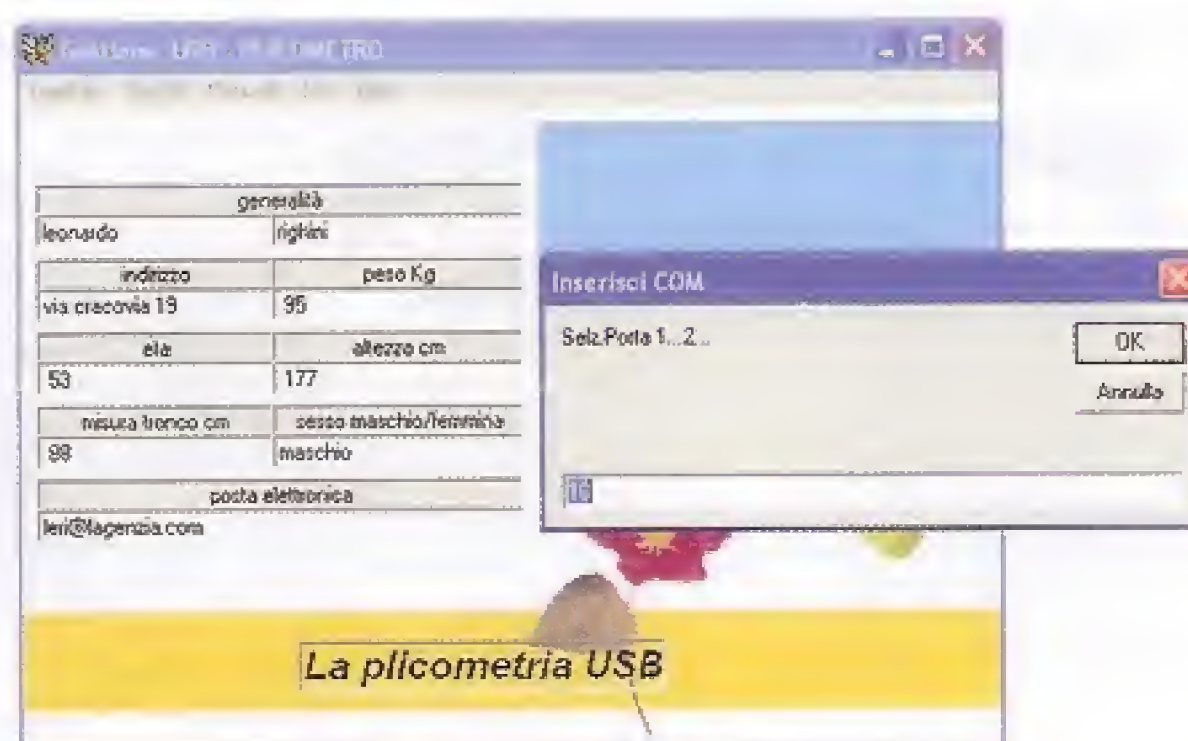 generalità
leonardo righini
indirizzo peso Kg
via cracovia 19 95
età altezza cm
53 177
misura tronco cm sesso maschio/femmina
98 maschio
posta elettronica
leri@lagenzia.com
Inserisci COM
Selz.Porta 1...2...
OK
Annulla
La plicometria USB